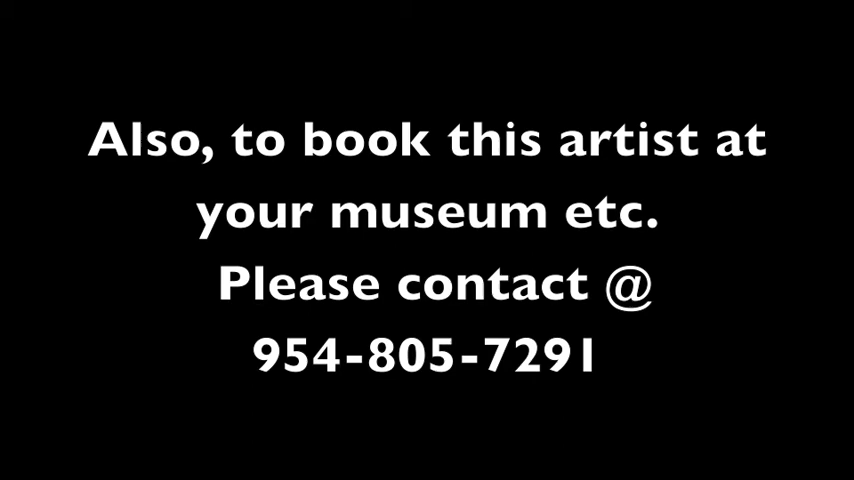 Also, to book this artist at
your museum etc.
Please contact @
954-805-7291